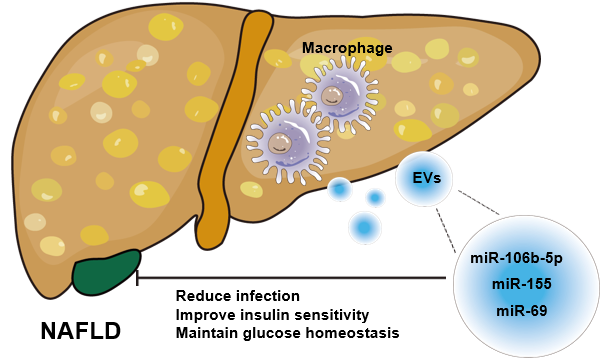 Macrophage
EVs
miR-106b-5p
miR-155
miR-69
Reduce infection
Improve insulin sensitivity
Maintain glucose homeostasis
NAFLD